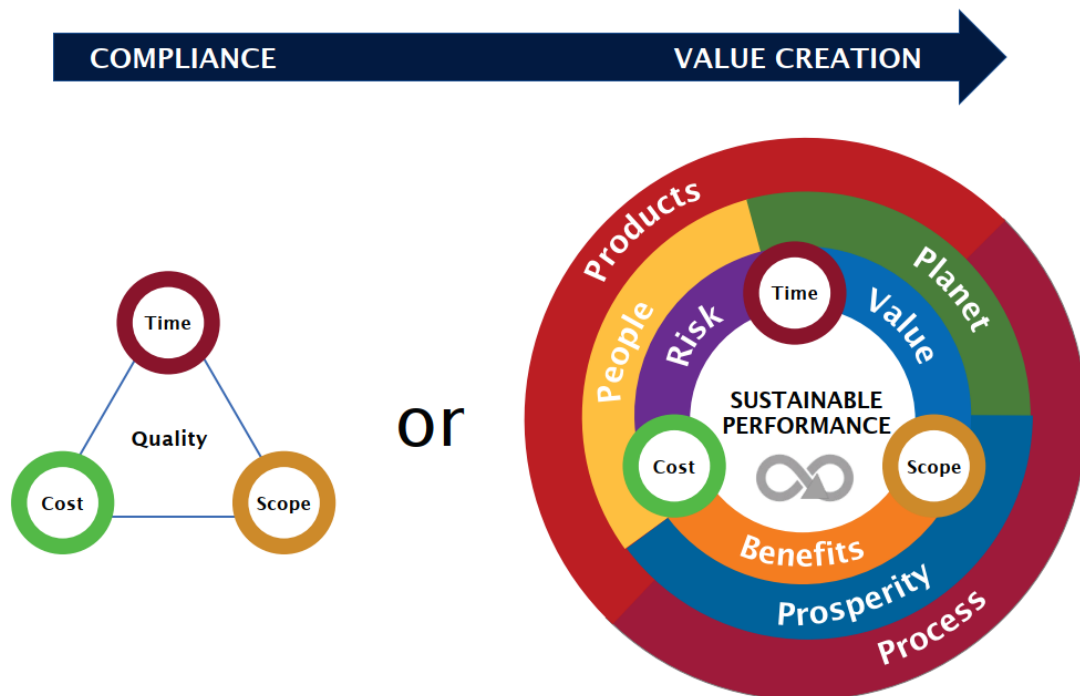 COMPLIANCE
VALUE CREATION
Time
Quality
Cost
Scope
or
Products
Process
People
Planet
Prosperity
Risk
Value
Benefits
Time
SUSTAINABLE
PERFORMANCE
Cost
Scope